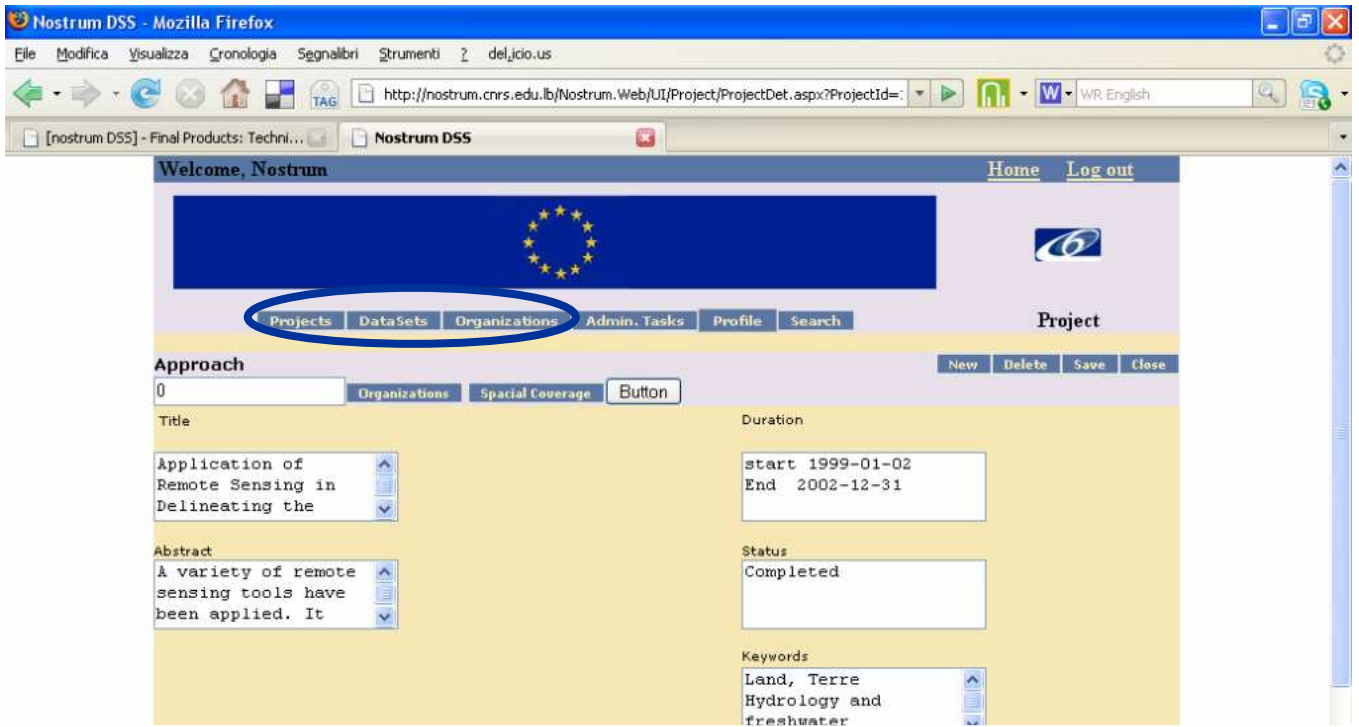 Nostrum DSS - Mozilla Firefox
File Modifica Visualizza Cronologia Segnalibri Strumenti ? del.icio.us
TAG http://nostrum.cnrs.edu.lb/Nostrum.Web/UI/Project/ProjectDet.aspx?ProjectId= W WR English
[nostrum DSS] - Final Products: Techni... Nostrum DSS
Welcome, Nostrum Home Log out
6
Projects DataSets Organizations Admin. Tasks Profile Search Project
Approach New Delete Save Close
0 Organizations Spacial Coverage Button
Title Duration
Application of
Remote Sensing in
Delineating the
start 1999-01-02
End 2002-12-31
Abstract Status
A variety of remote
sensing tools have
been applied. It
Completed
Keywords
Land, Terre
Hydrology and
freshwater